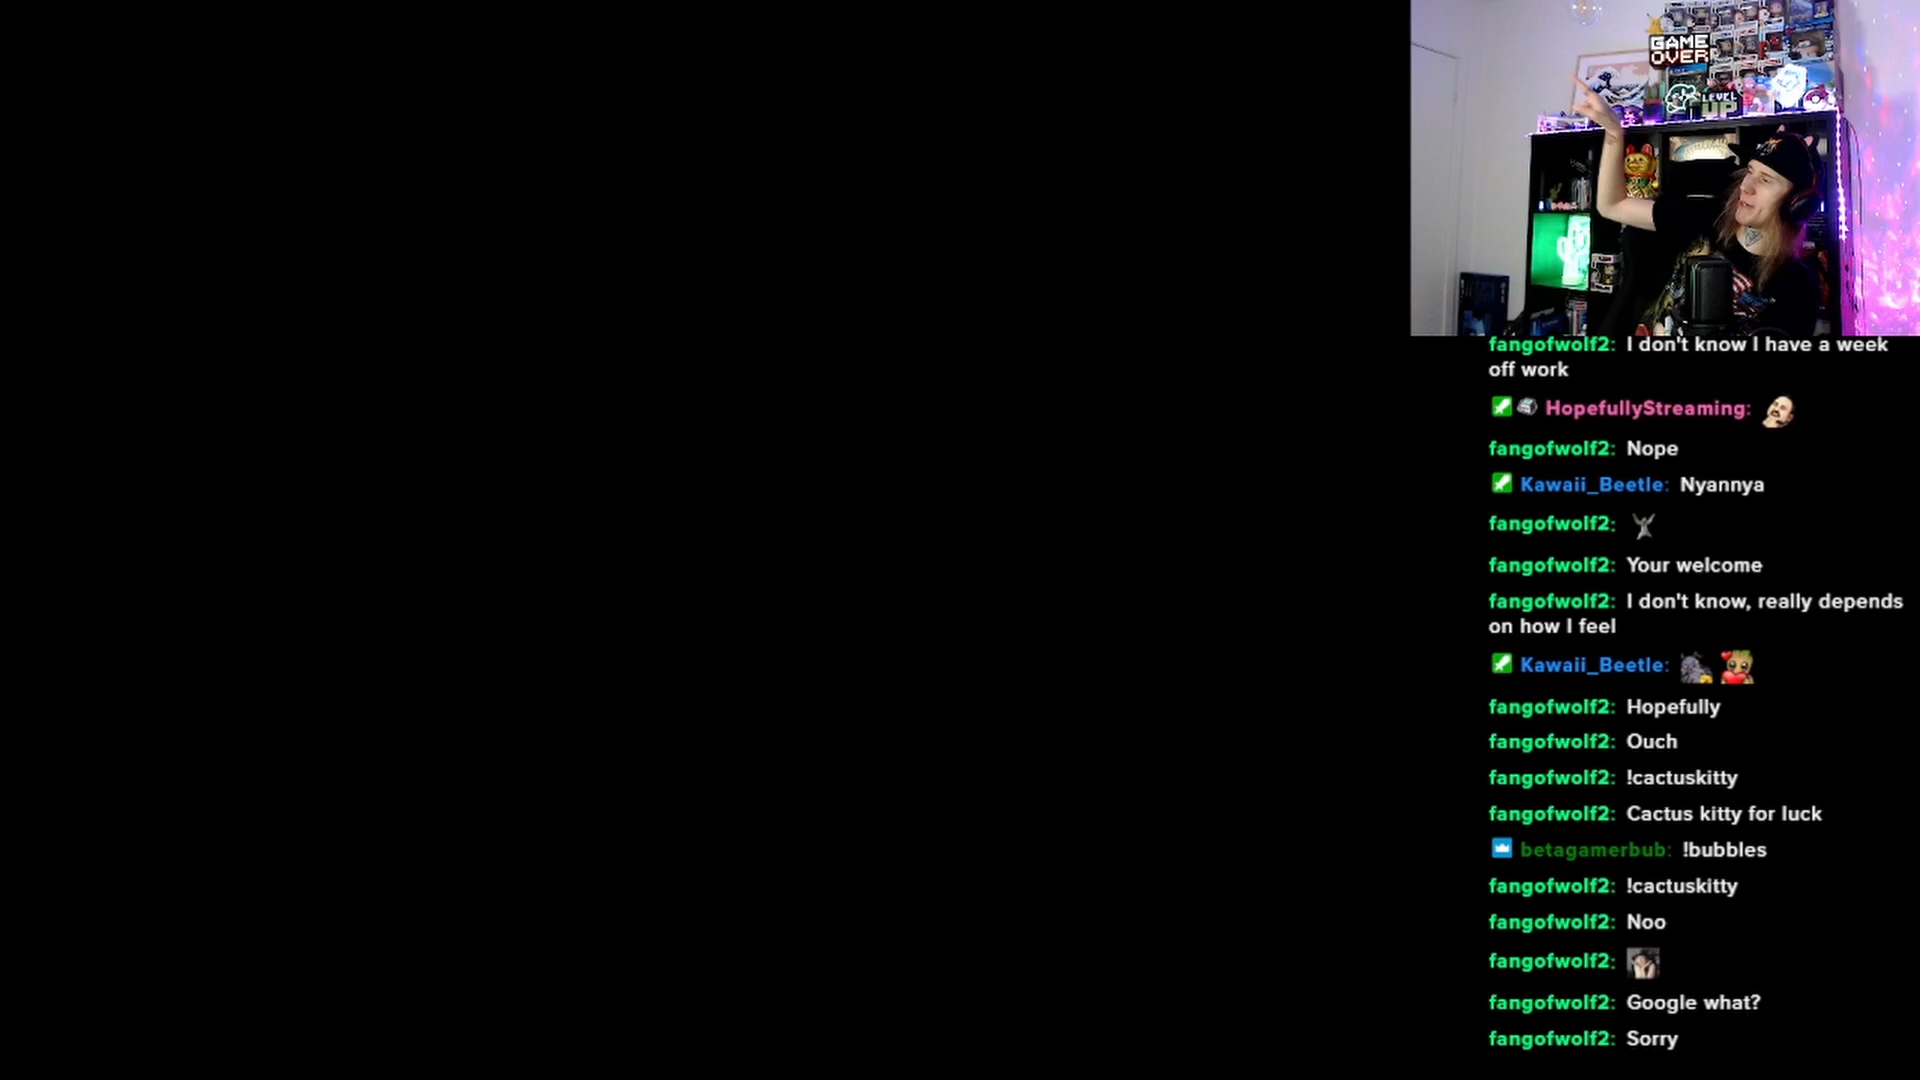 GAME
OVER
LEVEL
UP
fangofwolf2: I don't know I have a week
off work
HopefullyStreaming:
fangofwolf2: Nope
Kawaii_Beetle: Nyannya
fangofwolf2:
fangofwolf2: Your welcome
fangofwolf2: I don't know, really depends
on how I feel
Kawaii_Beetle:
fangofwolf2: Hopefully
fangofwolf2: Ouch
fangofwolf2: !cactuskitty
fangofwolf2: Cactus kitty for luck
betagamerbub: !bubbles
fangofwolf2: !cactuskitty
fangofwolf2: Noo
fangofwolf2:
fangofwolf2: Google what?
fangofwolf2: Sorry